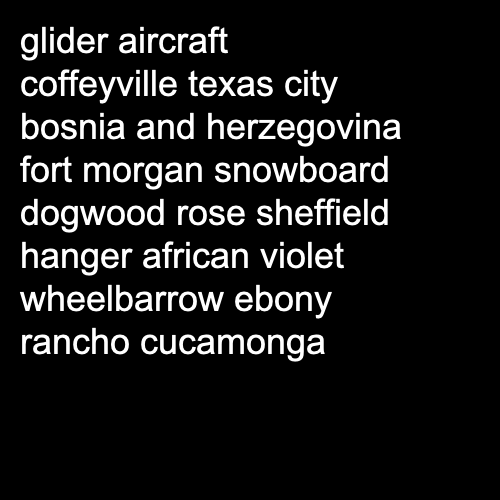 glider aircraft
coffeyville texas city
bosnia and herzegovina
fort morgan snowboard
dogwood rose sheffield
hanger african violet
wheelbarrow ebony
rancho cucamonga